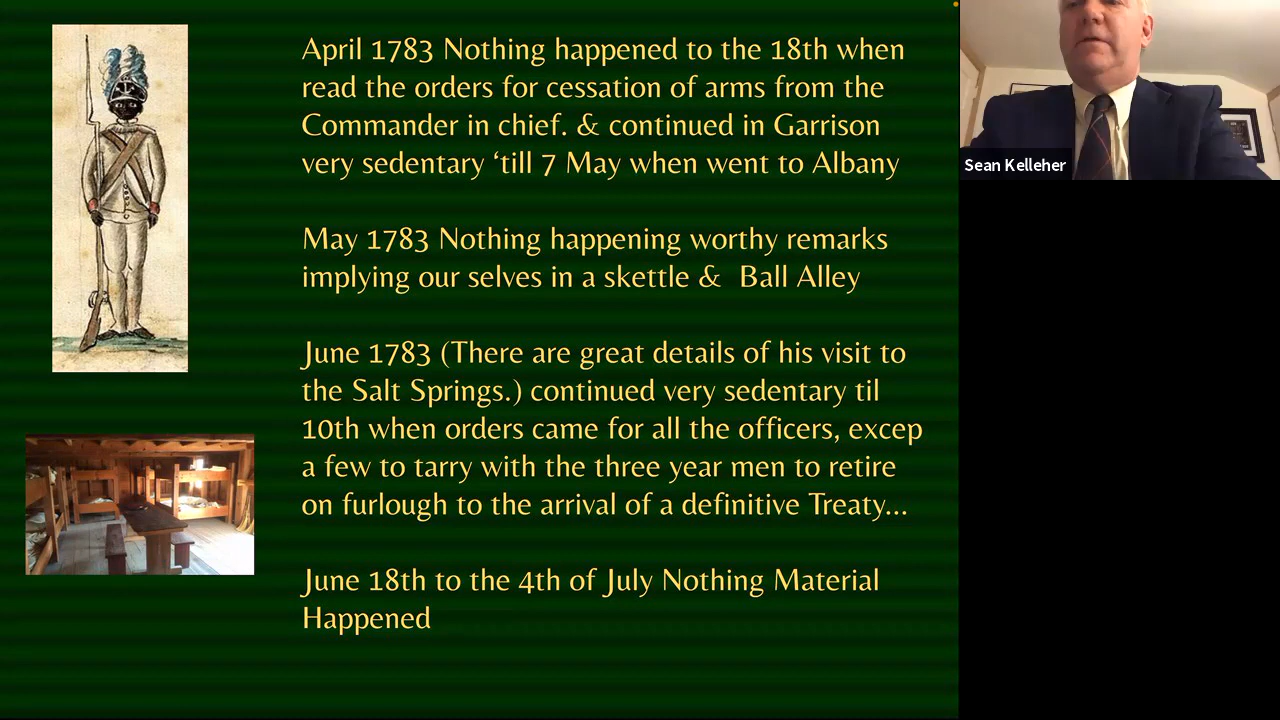 April 1783 Nothing happened to the 18th when
read the orders for cessation of arms from the
Commander in chief. & continued in Garrison
very sedentary ‘till 7 May when went to Albany
May 1783 Nothing happening worthy remarks
implying our selves in a skettle &  Ball Alley
June 1783 (There are great details of his visit to
the Salt Springs.) continued very sedentary til
10th when orders came for all the officers, excep
a few to tarry with the three year men to retire
on furlough to the arrival of a definitive Treaty...
June 18th to the 4th of July Nothing Material
Happened
Sean Kelleher